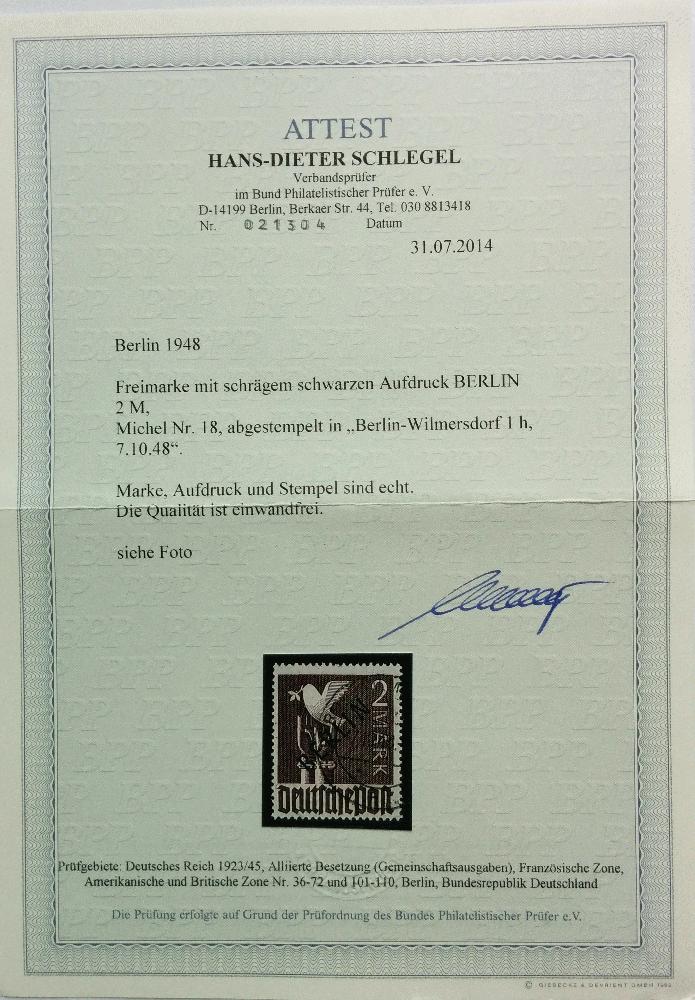 ATTEST
HANS-DIETER SCHLEGEL
Verbandsprüfer
im Bund Philatelistischer Prüfer e. V.
D-14199 Berlin, Berkaer Str. 44, Tel. 030 8813418
Nr. 021304 Datum
31.07.2014
Berlin 1948
Freimarke mit schrägem schwarzen Aufdruck BERLIN
2 M,
Michel Nr. 18, abgestempelt in „Berlin-Wilmersdorf 1 h,
7.10.48“.
Marke, Aufdruck und Stempel sind echt.
Die Qualität ist einwandfrei.
siehe Foto
2 MARK
BERLIN
deutsche post
Prüfgebiete: Deutsches Reich 1923/45, Alliierte Besetzung (Gemeinschaftsausgaben), Französische Zone,
Amerikanische und Britische Zone Nr. 36-72 und 101-110, Berlin, Bundesrepublik Deutschland
Die Prüfung erfolgte auf Grund der Prüfordnung des Bundes Philatelistischer Prüfer e.V.
© GIESECKE & DEVRIENT GMBH